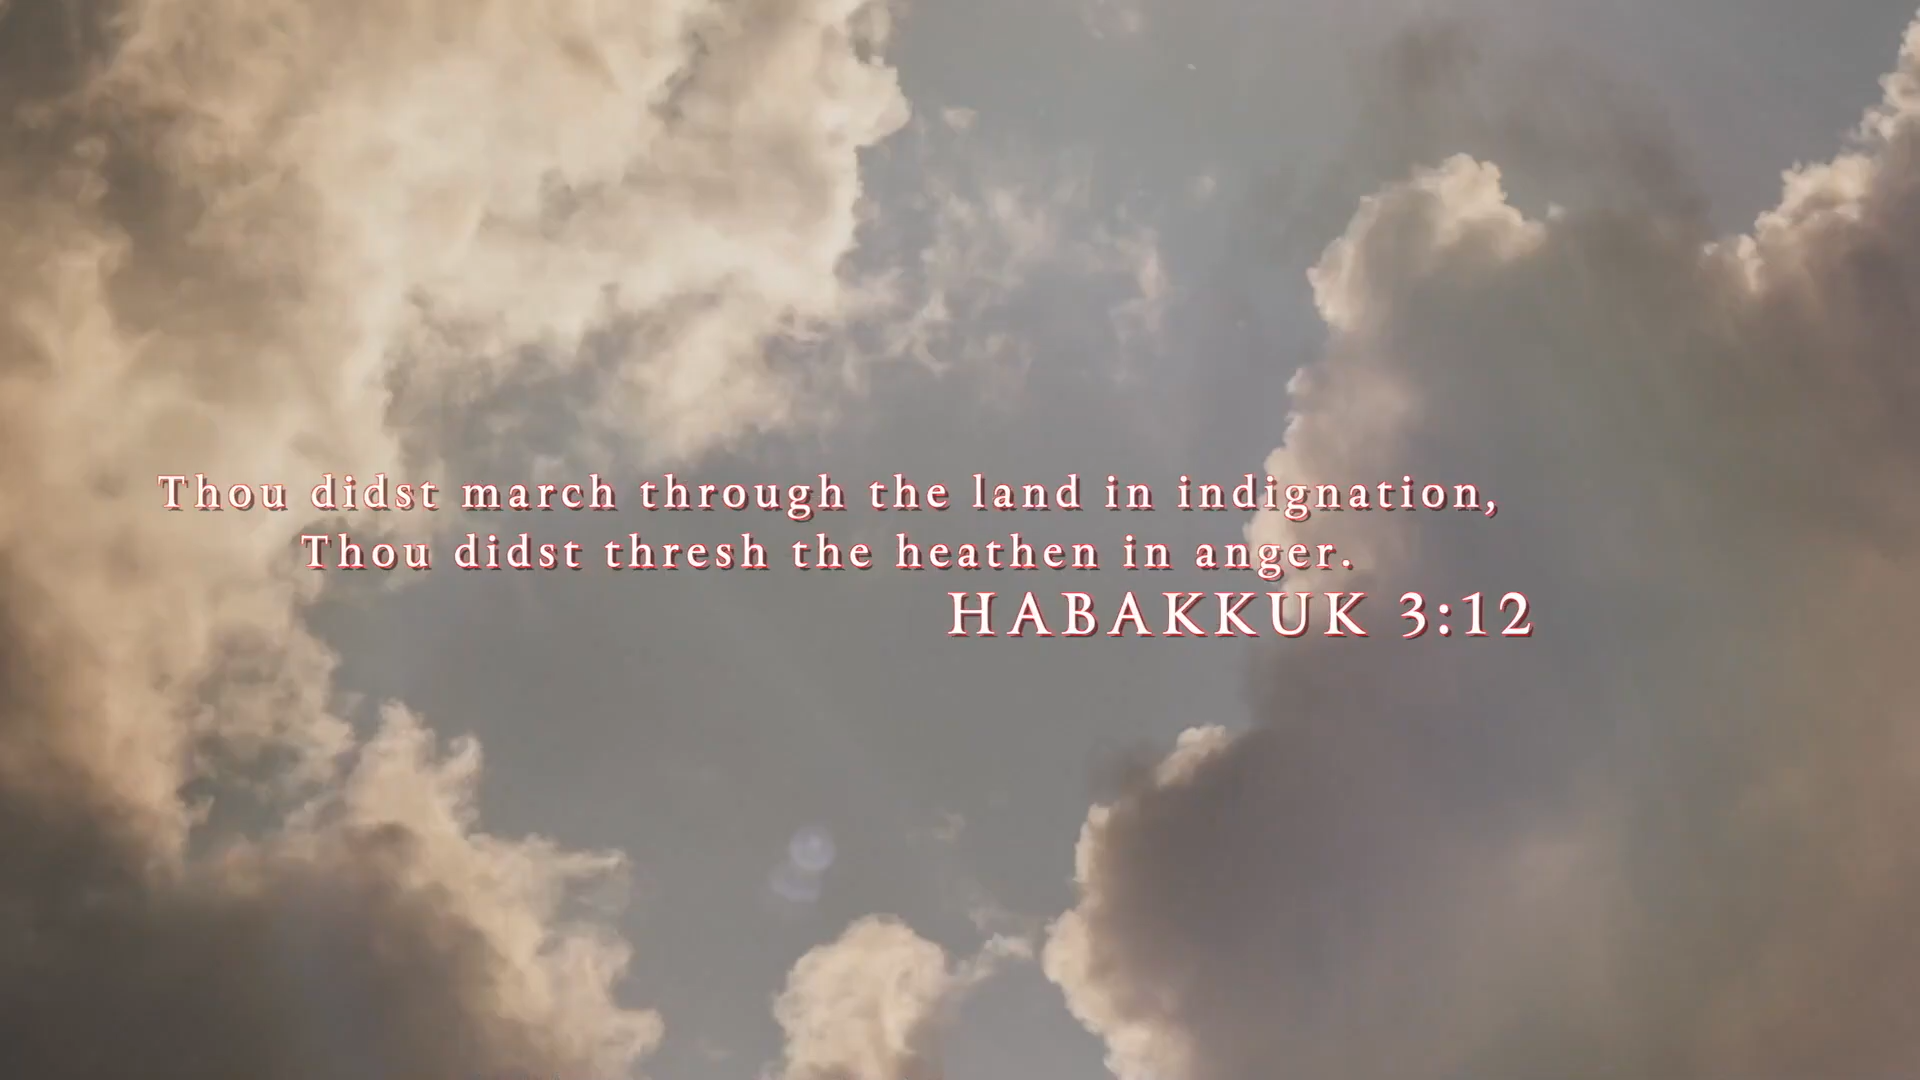 Thou didst march through the land in indignation,
Thou didst thresh the heathen in anger.
HABAKKUK 3:12